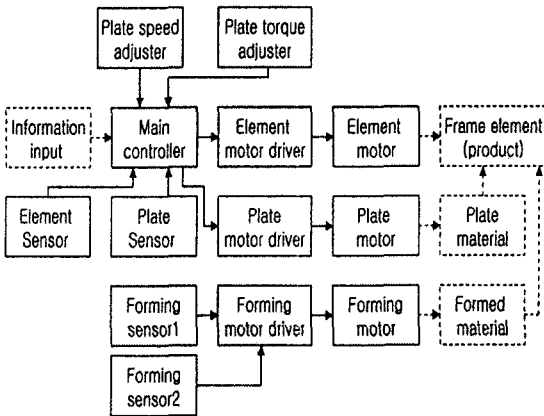 Plate speed
adjuster
Plate torque
adjuster
Information
input
Main
controller
Element
motor driver
Element
motor
Frame element
(product)
Element
Sensor
Plate
Sensor
Plate
motor driver
Plate
motor
Plate
material
Forming
sensor1
Forming
motor driver
Forming
motor
Formed
material
Forming
sensor2